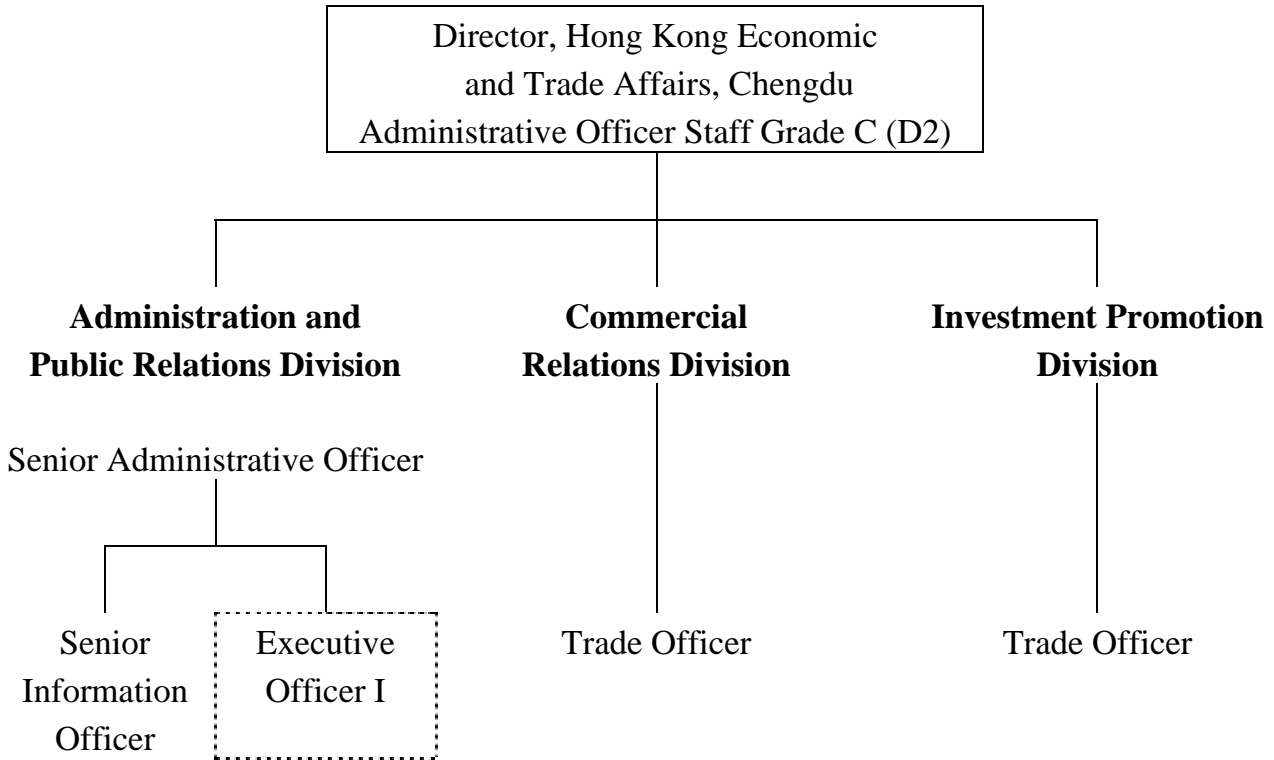 Director, Hong Kong Economic
and Trade Affairs, Chengdu
Administrative Officer Staff Grade C (D2)
Administration and
Public Relations Division
Commercial
Relations Division
Investment Promotion
Division
Senior Administrative Officer
Senior
Information
Officer
Executive
Officer I
Trade Officer
Trade Officer